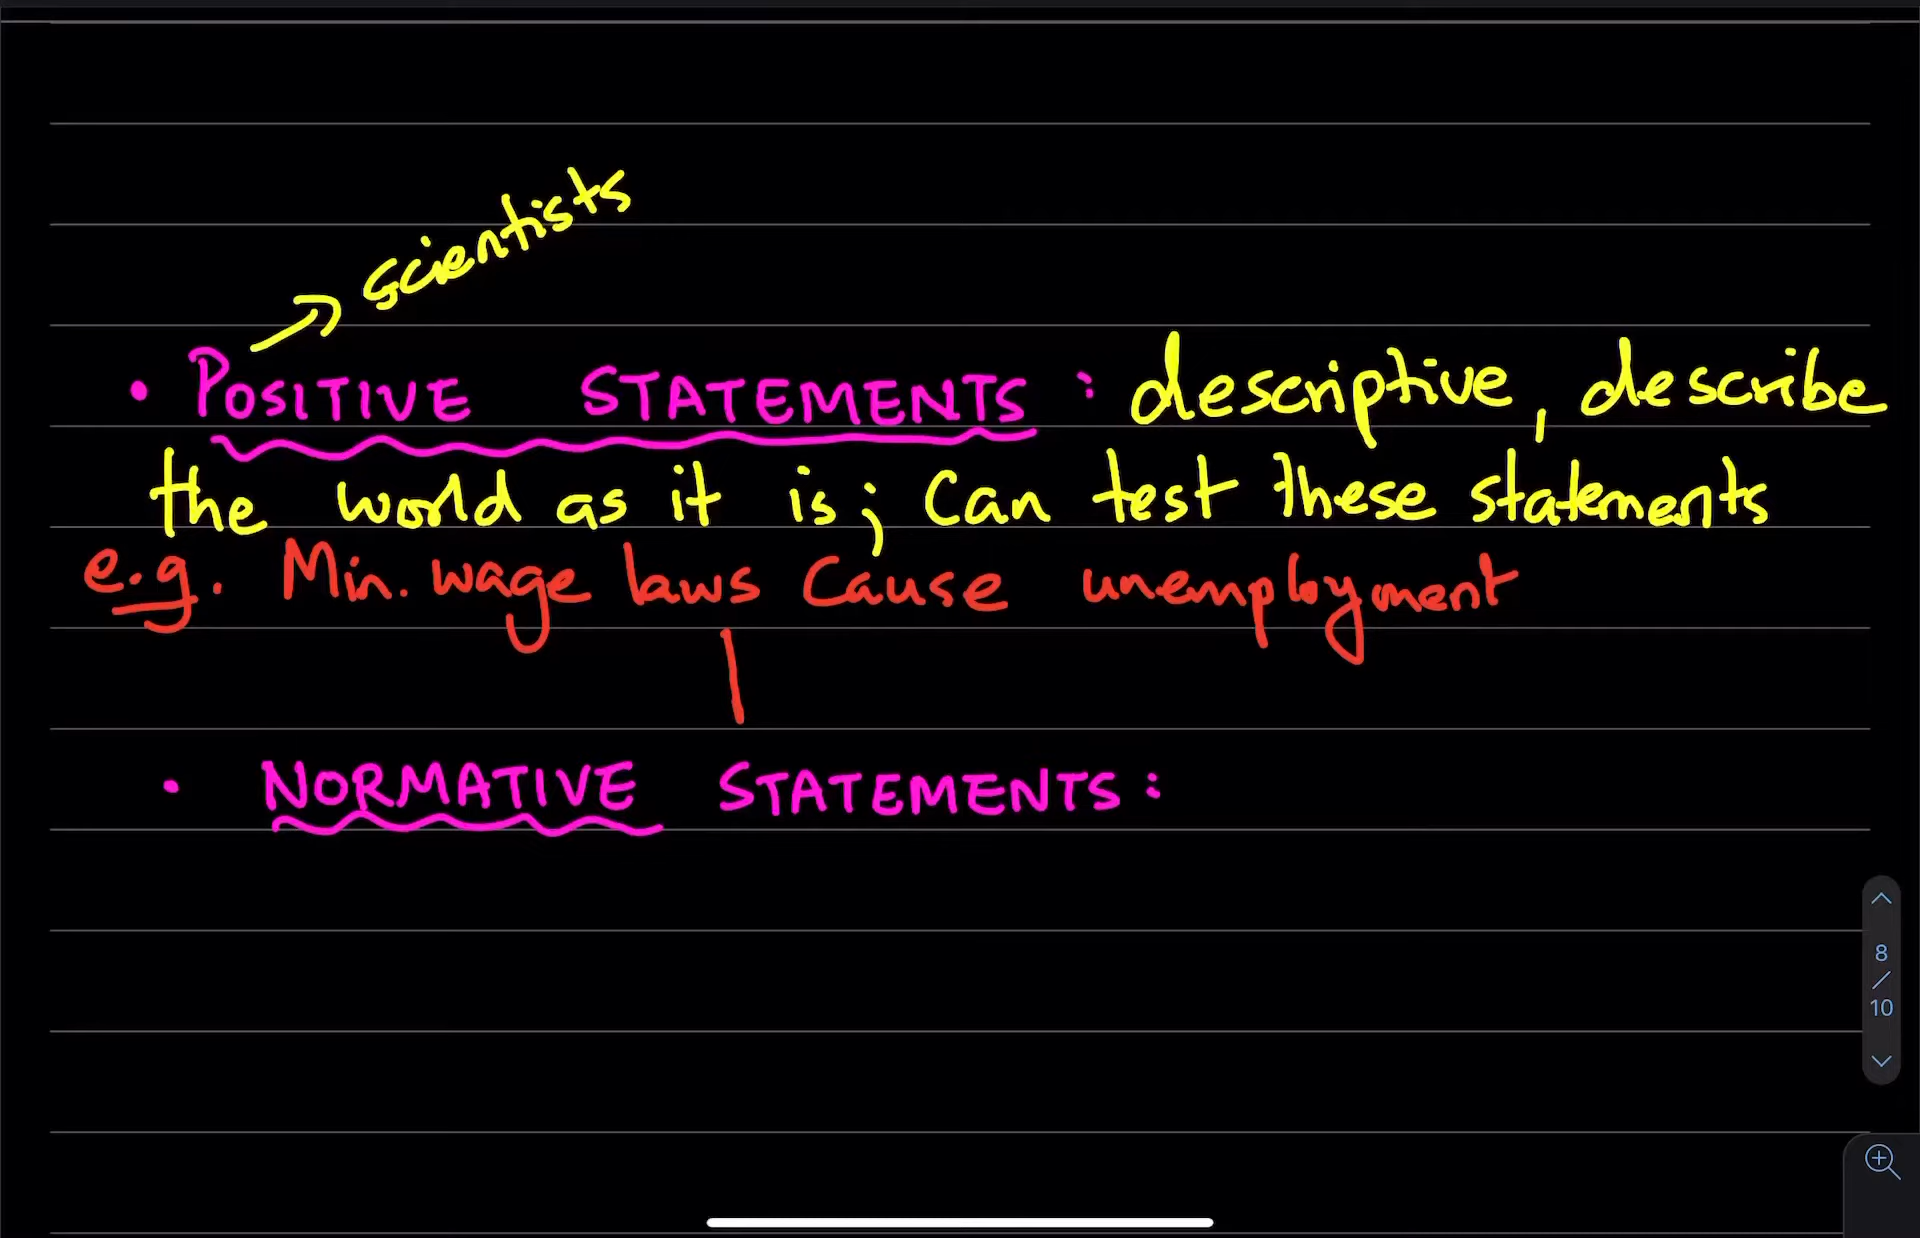 → scientists
• POSITIVE STATEMENTS : descriptive, describe
the world as it is; can test these statements
e.g. Min. wage laws cause unemployment
• NORMATIVE STATEMENTS :
8
/
10